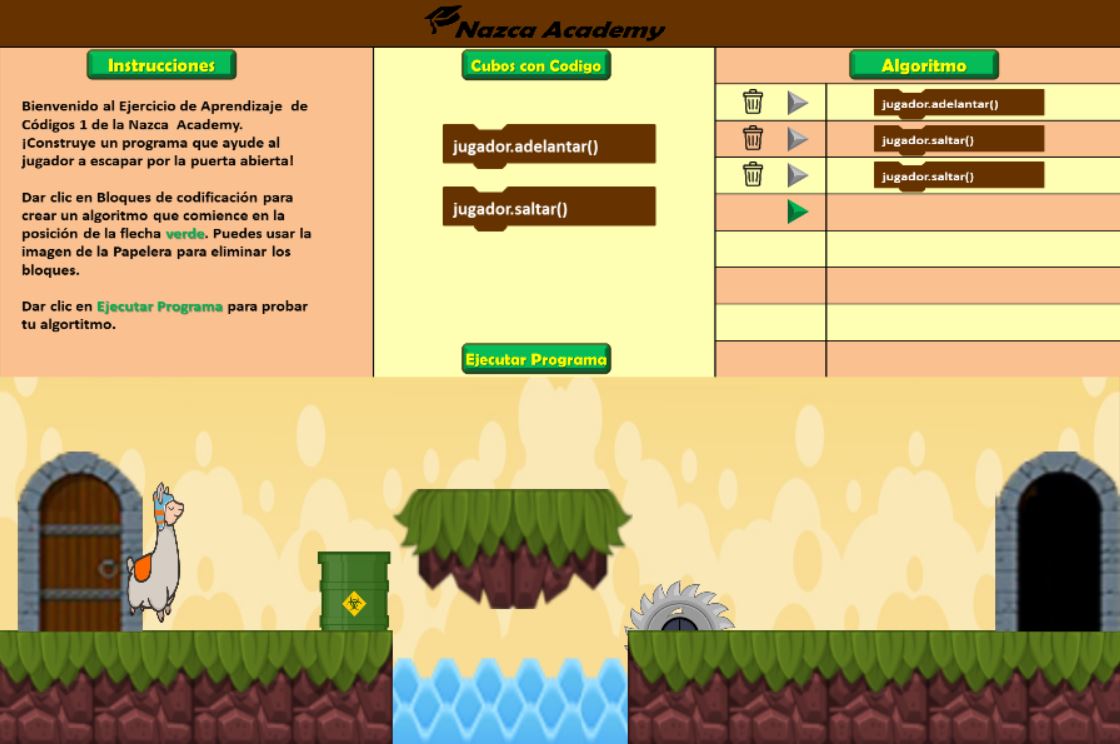 Nazca Academy
Instrucciones
Bienvenido al Ejercicio de Aprendizaje de
Códigos 1 de la Nazca Academy.
¡Construye un programa que ayude al
jugador a escapar por la puerta abierta!
Dar clic en Bloques de codificación para
crear un algoritmo que comience en la
posición de la flecha verde. Puedes usar la
imagen de la Papelera para eliminar los
bloques.
Dar clic en Ejecutar Programa para probar
tu algortitmo.
Cubos con Codigo
jugador.adelantar()
jugador.saltar()
Ejecutar Programa
Algoritmo
jugador.adelantar()
jugador.saltar()
jugador.saltar()